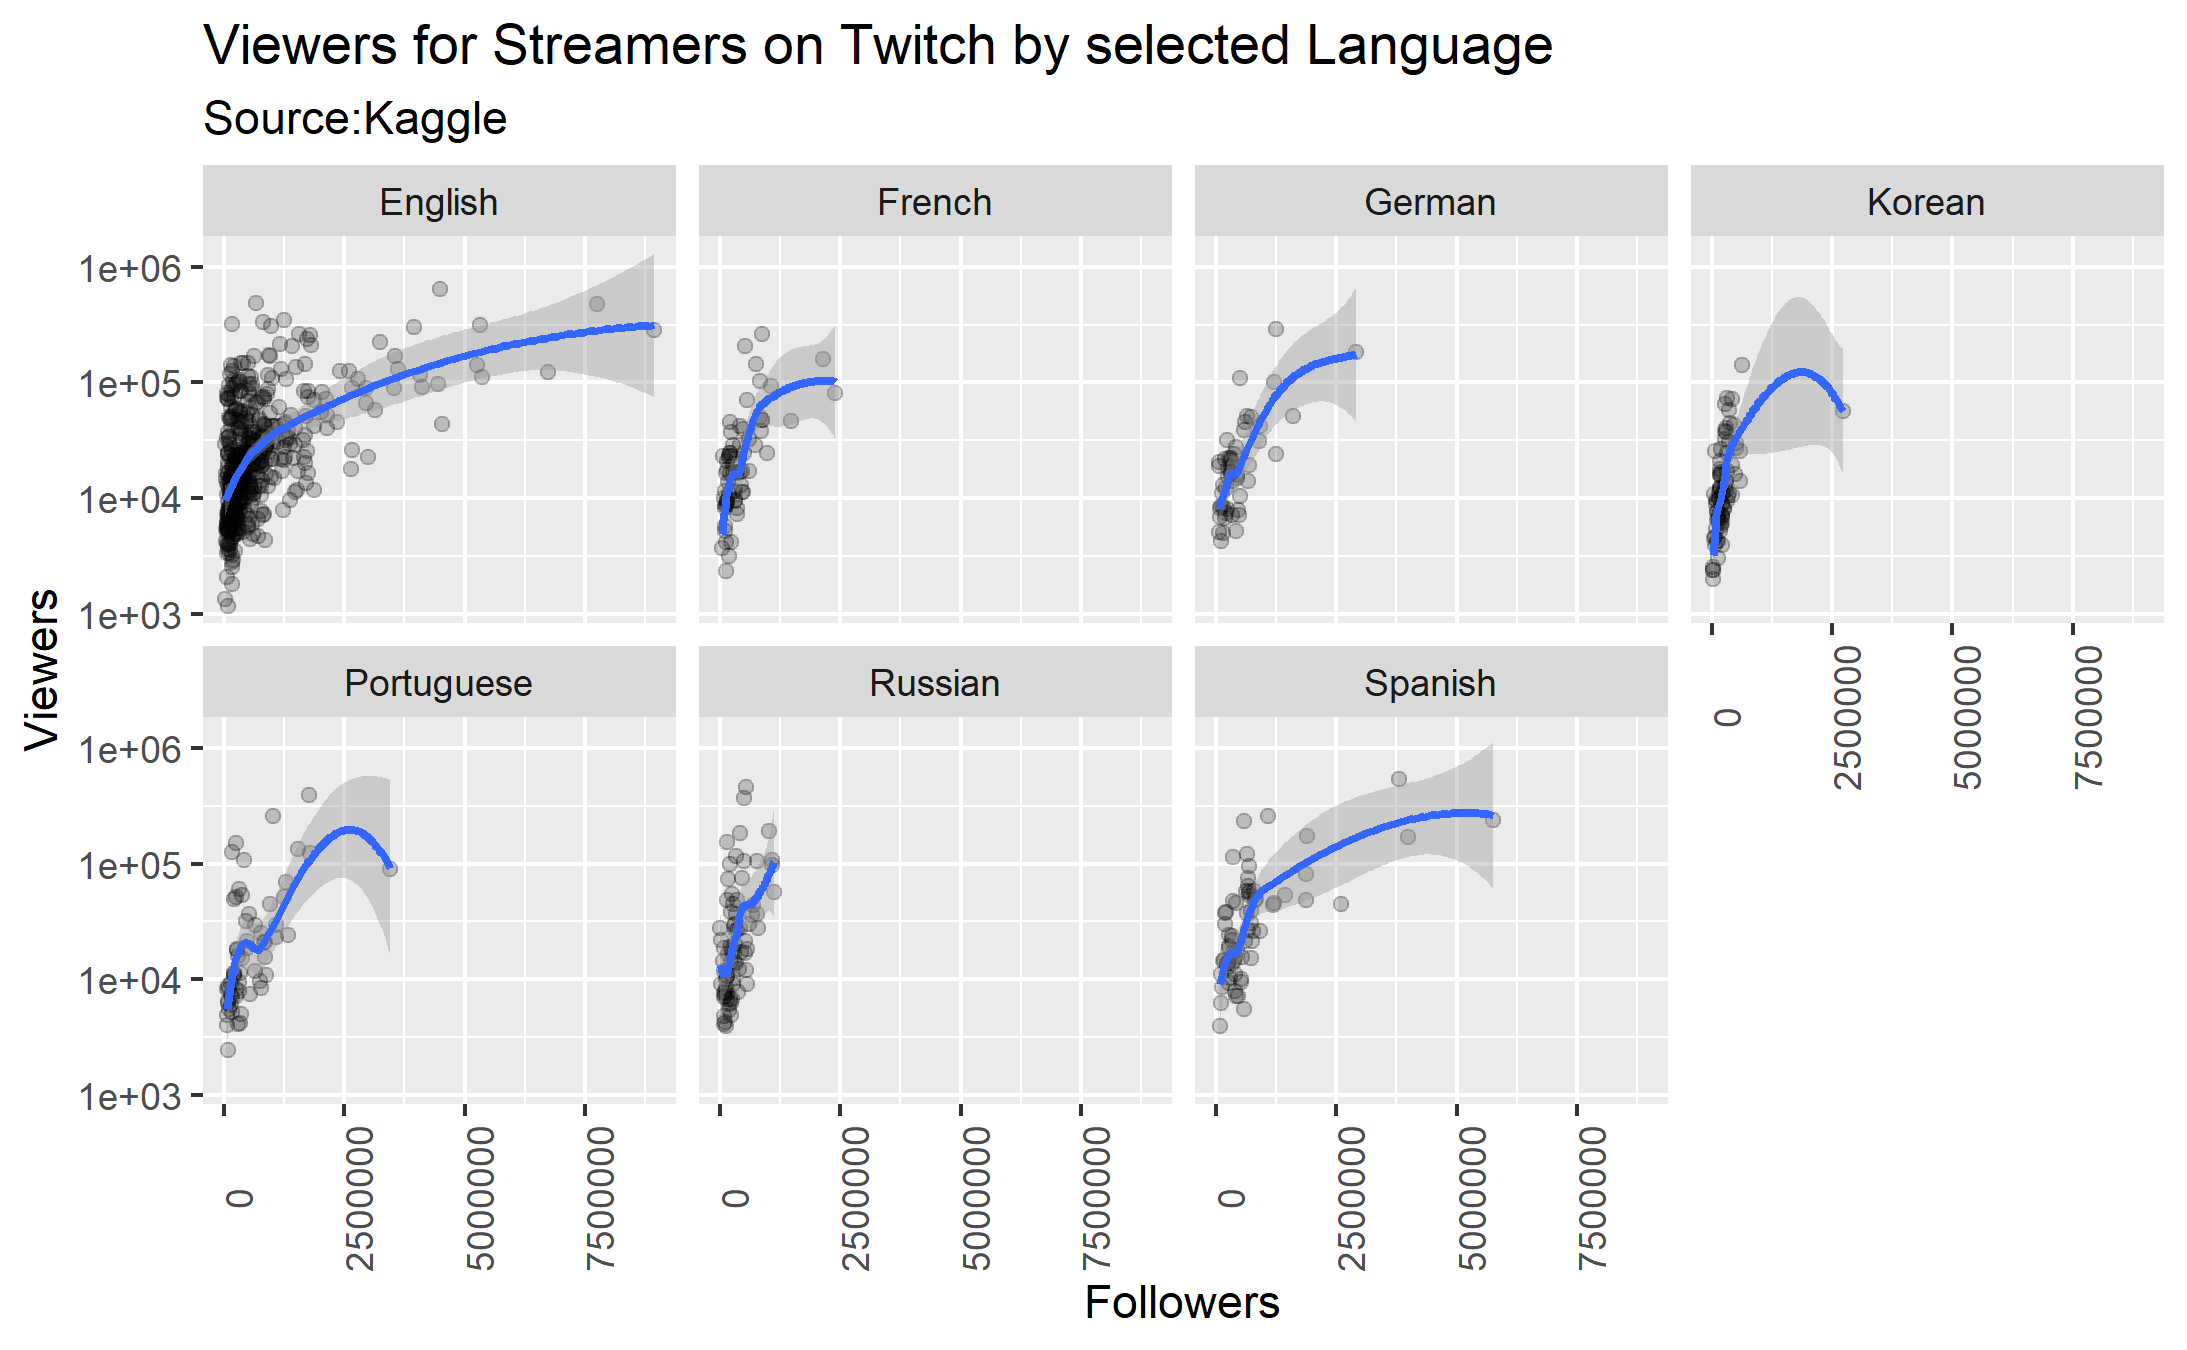 Viewers for Streamers on Twitch by selected Language
Source:Kaggle
English
French
German
Korean
1e+06
1e+05
1e+04
1e+03
0
2500000
5000000
7500000
Viewers
Portuguese
Russian
Spanish
1e+06
1e+05
1e+04
1e+03
0
2500000
5000000
7500000
0
2500000
5000000
7500000
0
2500000
5000000
7500000
Followers